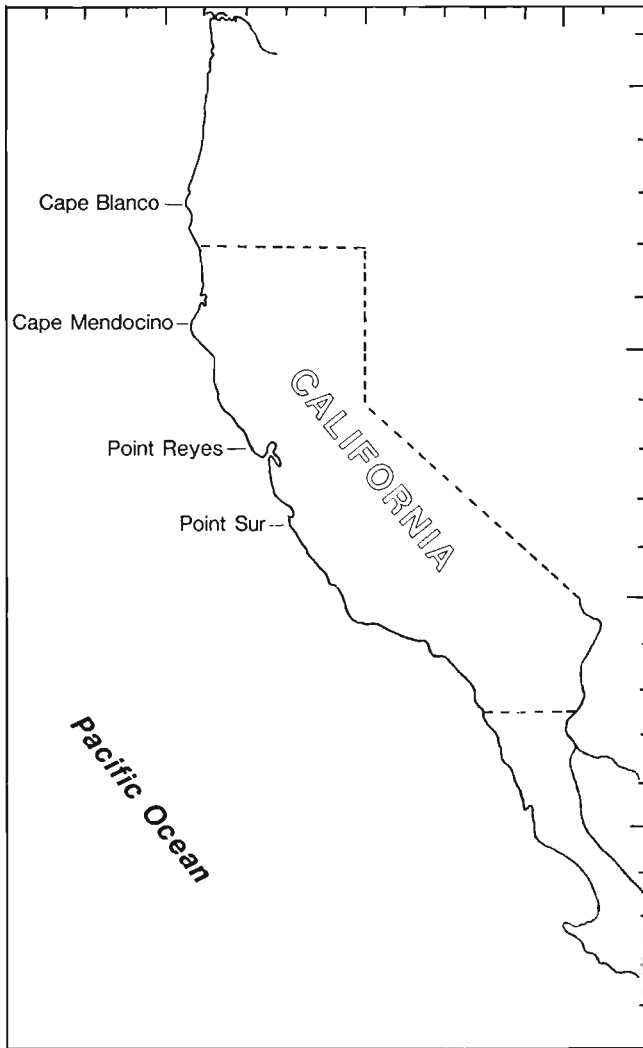 Cape Blanco
Cape Mendocino
CALIFORNIA
Point Reyes
Point Sur
Pacific Ocean